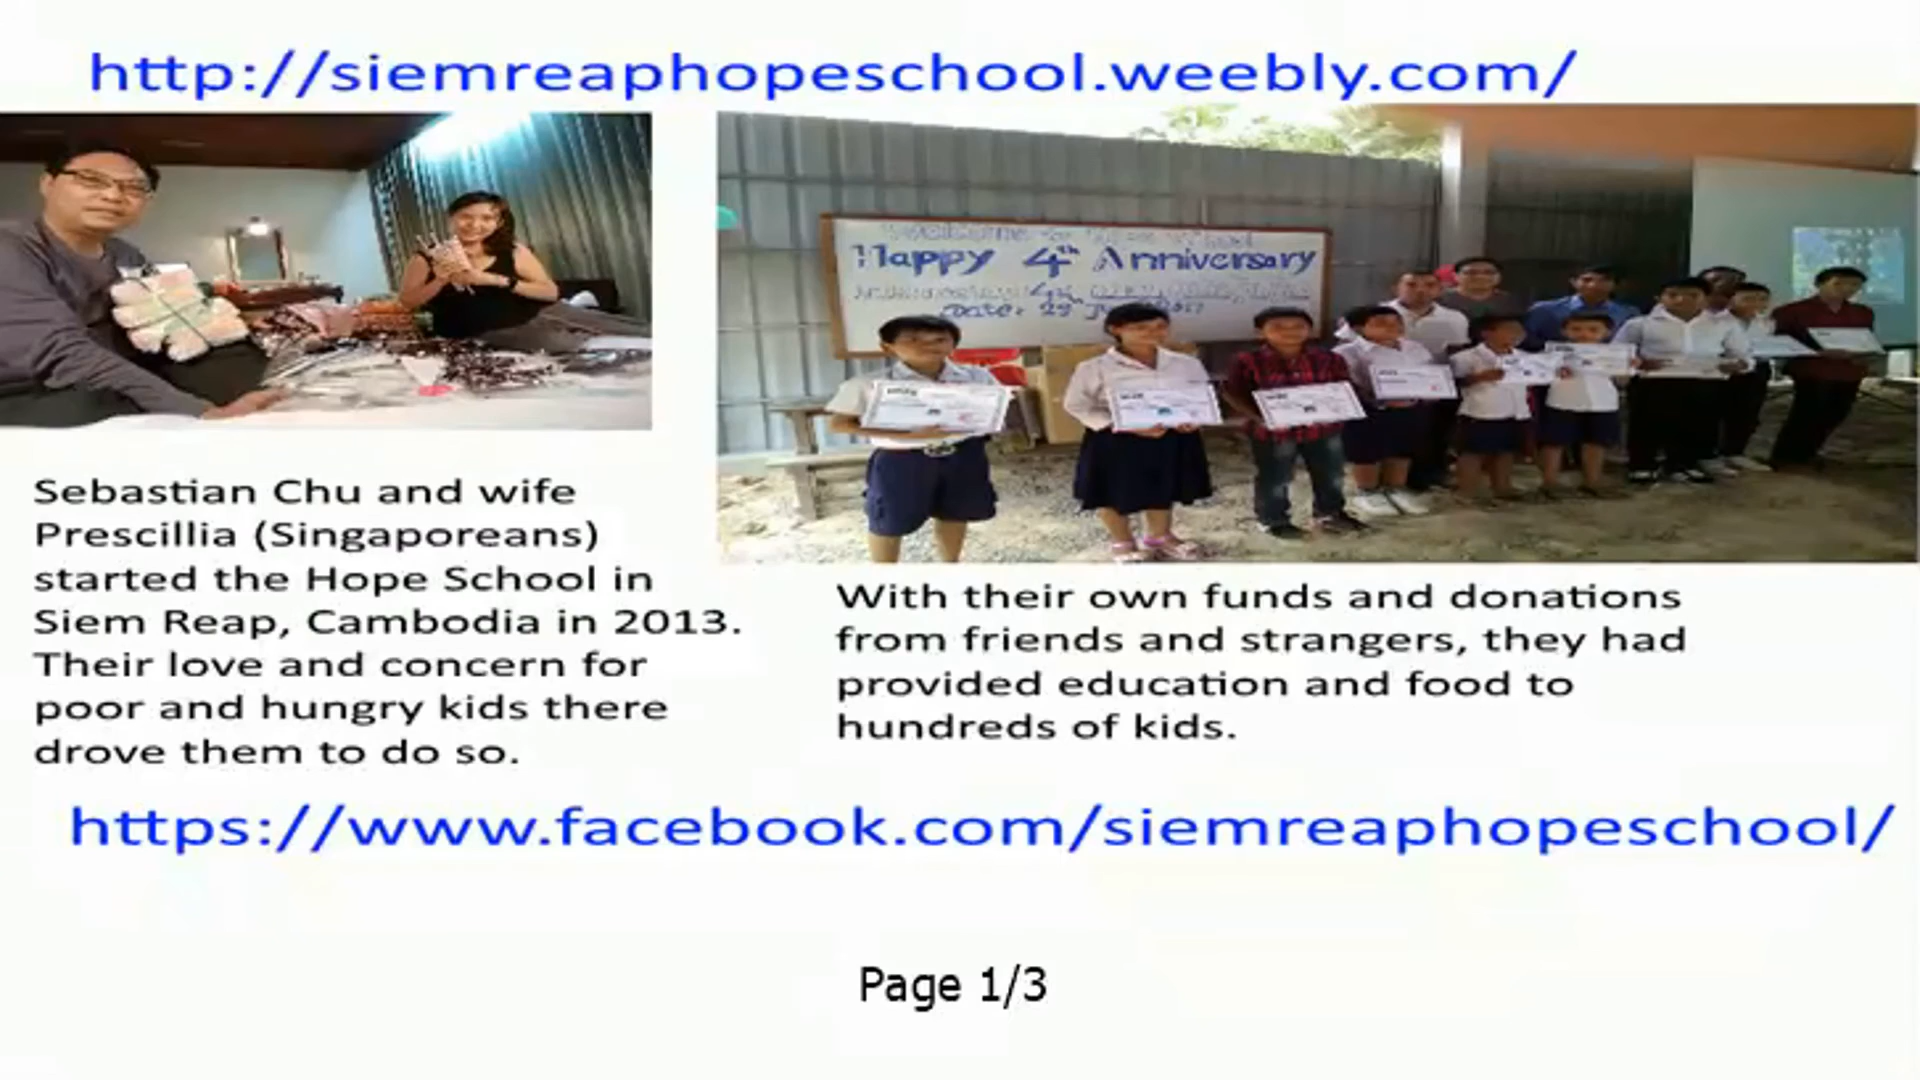 http://siemreaphopeschool.weebly.com/
Happy 4th Anniversary
Date: 29th
Sebastian Chu and wife
Prescillia (Singaporeans)
started the Hope School in
Siem Reap, Cambodia in 2013.
Their love and concern for
poor and hungry kids there
drove them to do so.
With their own funds and donations
from friends and strangers, they had
provided education and food to
hundreds of kids.
https://www.facebook.com/siemreaphopeschool/
Page 1/3